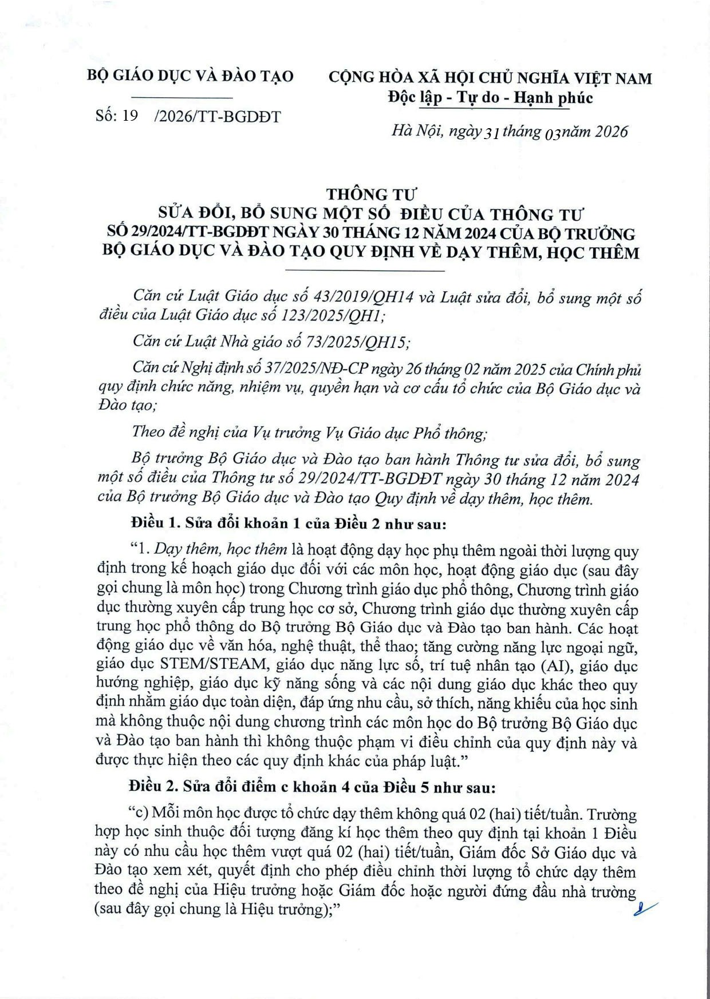 BỘ GIÁO DỤC VÀ ĐÀO TẠO
CỘNG HÒA XÃ HỘI CHỦ NGHĨA VIỆT NAM
Độc lập - Tự do - Hạnh phúc
Số: 19 /2026/TT-BGDĐT
Hà Nội, ngày 31 tháng 03 năm 2026
THÔNG TƯ
SỬA ĐỔI, BỔ SUNG MỘT SỐ ĐIỀU CỦA THÔNG TƯ
SỐ 29/2024/TT-BGDĐT NGÀY 30 THÁNG 12 NĂM 2024 CỦA BỘ TRƯỞNG
BỘ GIÁO DỤC VÀ ĐÀO TẠO QUY ĐỊNH VỀ DẠY THÊM, HỌC THÊM
Căn cứ Luật Giáo dục số 43/2019/QH14 và Luật sửa đổi, bổ sung một số
điều của Luật Giáo dục số 123/2025/QH1;
Căn cứ Luật Nhà giáo số 73/2025/QH15;
Căn cứ Nghị định số 37/2025/NĐ-CP ngày 26 tháng 02 năm 2025 của Chính phủ
quy định chức năng, nhiệm vụ, quyền hạn và cơ cấu tổ chức của Bộ Giáo dục và
Đào tạo;
Theo đề nghị của Vụ trưởng Vụ Giáo dục Phổ thông;
Bộ trưởng Bộ Giáo dục và Đào tạo ban hành Thông tư sửa đổi, bổ sung
một số điều của Thông tư số 29/2024/TT-BGDĐT ngày 30 tháng 12 năm 2024
của Bộ trưởng Bộ Giáo dục và Đào tạo Quy định về dạy thêm, học thêm.
Điều 1. Sửa đổi khoản 1 của Điều 2 như sau:
“1. Dạy thêm, học thêm là hoạt động dạy học phụ thêm ngoài thời lượng quy
định trong kế hoạch giáo dục đối với các môn học, hoạt động giáo dục (sau đây
gọi chung là môn học) trong Chương trình giáo dục phổ thông, Chương trình giáo
dục thường xuyên cấp trung học cơ sở, Chương trình giáo dục thường xuyên cấp
trung học phổ thông do Bộ trưởng Bộ Giáo dục và Đào tạo ban hành. Các hoạt
động giáo dục về văn hóa, nghệ thuật, thể thao; tăng cường năng lực ngoại ngữ,
giáo dục STEM/STEAM, giáo dục năng lực số, trí tuệ nhân tạo (AI), giáo dục
hướng nghiệp, giáo dục kỹ năng sống và các nội dung giáo dục khác theo quy
định nhằm giáo dục toàn diện, đáp ứng nhu cầu, sở thích, năng khiếu của học sinh
mà không thuộc nội dung chương trình các môn học do Bộ trưởng Bộ Giáo dục
và Đào tạo ban hành thì không thuộc phạm vi điều chỉnh của quy định này và
được thực hiện theo các quy định khác của pháp luật.”
Điều 2. Sửa đổi điểm c khoản 4 của Điều 5 như sau:
“c) Mỗi môn học được tổ chức dạy thêm không quá 02 (hai) tiết/tuần. Trường
hợp học sinh thuộc đối tượng đăng kí học thêm theo quy định tại khoản 1 Điều
này có nhu cầu học thêm vượt quá 02 (hai) tiết/tuần, Giám đốc Sở Giáo dục và
Đào tạo xem xét, quyết định cho phép điều chỉnh thời lượng tổ chức dạy thêm
theo đề nghị của Hiệu trưởng hoặc Giám đốc hoặc người đứng đầu nhà trường
(sau đây gọi chung là Hiệu trưởng);”